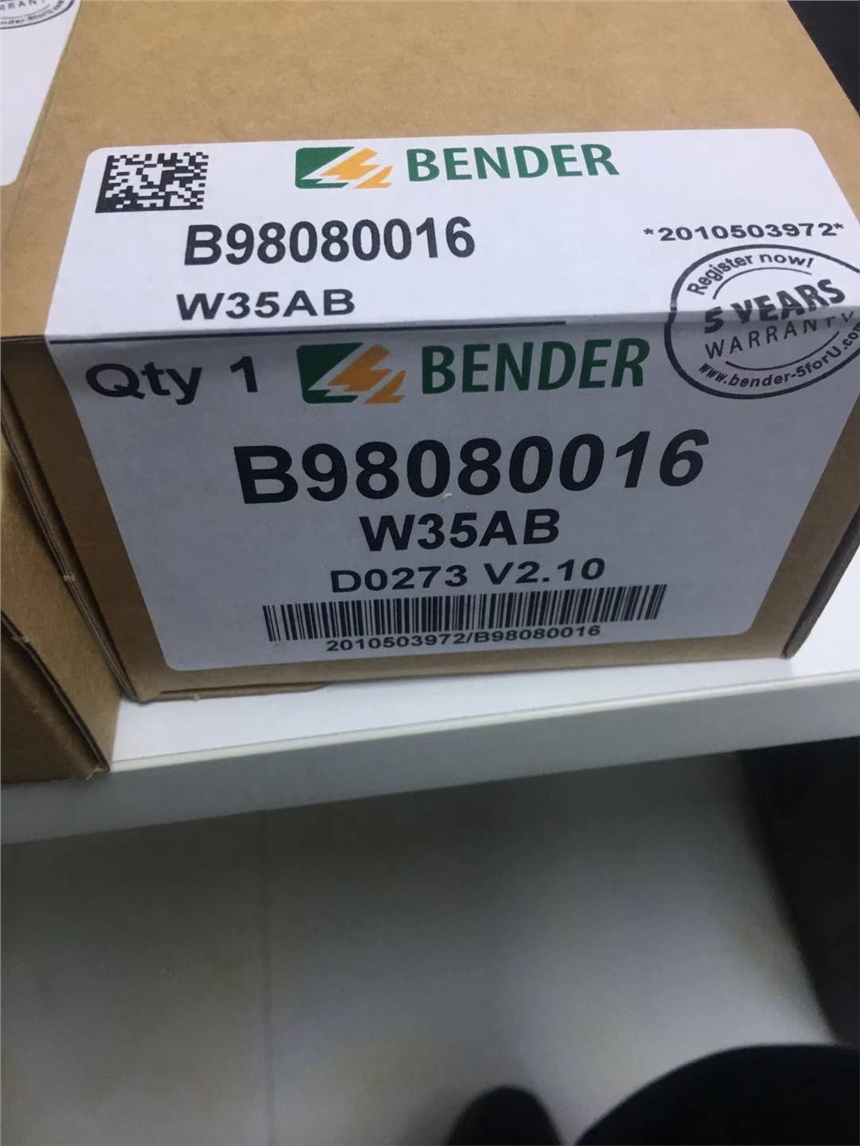 BENDER
B98080016
*2010503972*
W35AB
Register now!
5 YEARS
WARRANTY
www.bender-5forU.com
Qty 1
BENDER
B98080016
W35AB
D0273 V2.10
2010503972/B98080016